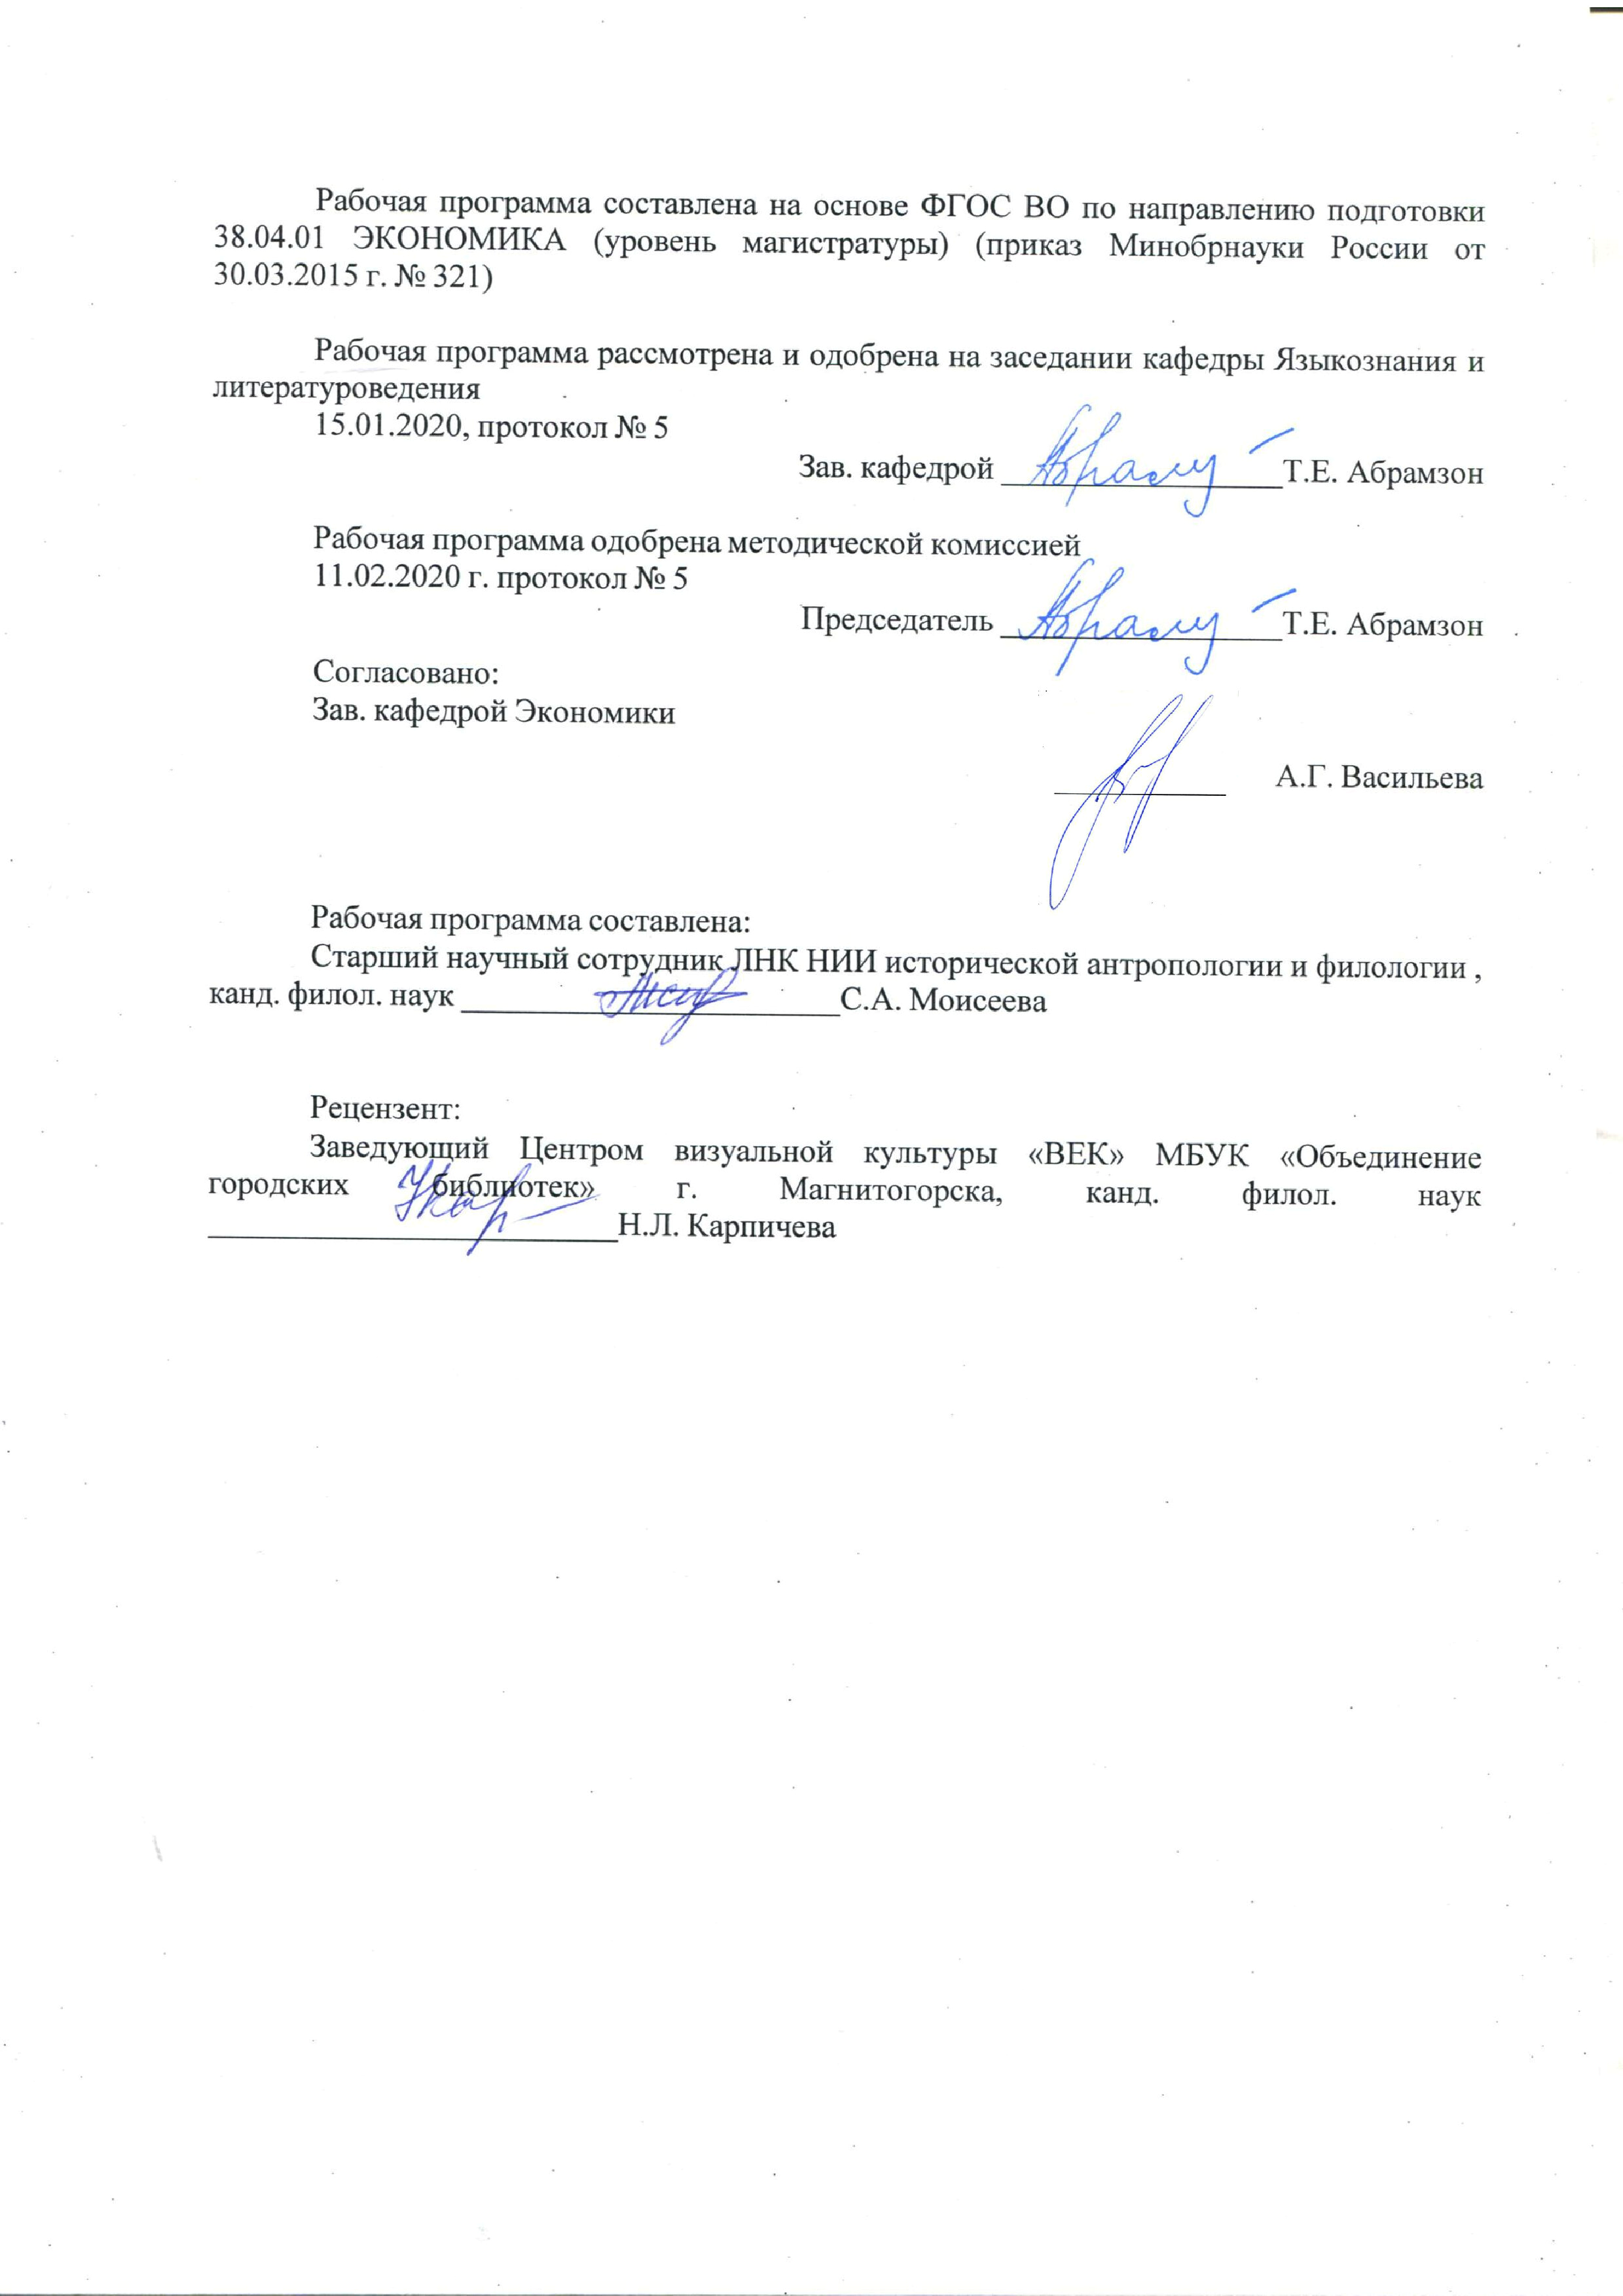 Рабочая программа составлена на основе ФГОС ВО по направлению подготовки
38.04.01 ЭКОНОМИКА (уровень магистратуры) (приказ Минобрнауки России от
30.03.2015 г. № 321)
Рабочая программа рассмотрена и одобрена на заседании кафедры Языкознания и
литературоведения
15.01.2020, протокол № 5
Зав. кафедрой Т.Е. Абрамзон
Рабочая программа одобрена методической комиссией
11.02.2020 г. протокол № 5
Председатель Т.Е. Абрамзон
Согласовано:
Зав. кафедрой Экономики
А.Г. Васильева
Рабочая программа составлена:
Старший научный сотрудник ЛНК НИИ исторической антропологии и филологии ,
канд. филол. наук С.А. Моисеева
Рецензент:
Заведующий Центром визуальной культуры «ВЕК» МБУК «Объединение
городских библиотек» г. Магнитогорска, канд. филол. наук
Н.Л. Карпичева